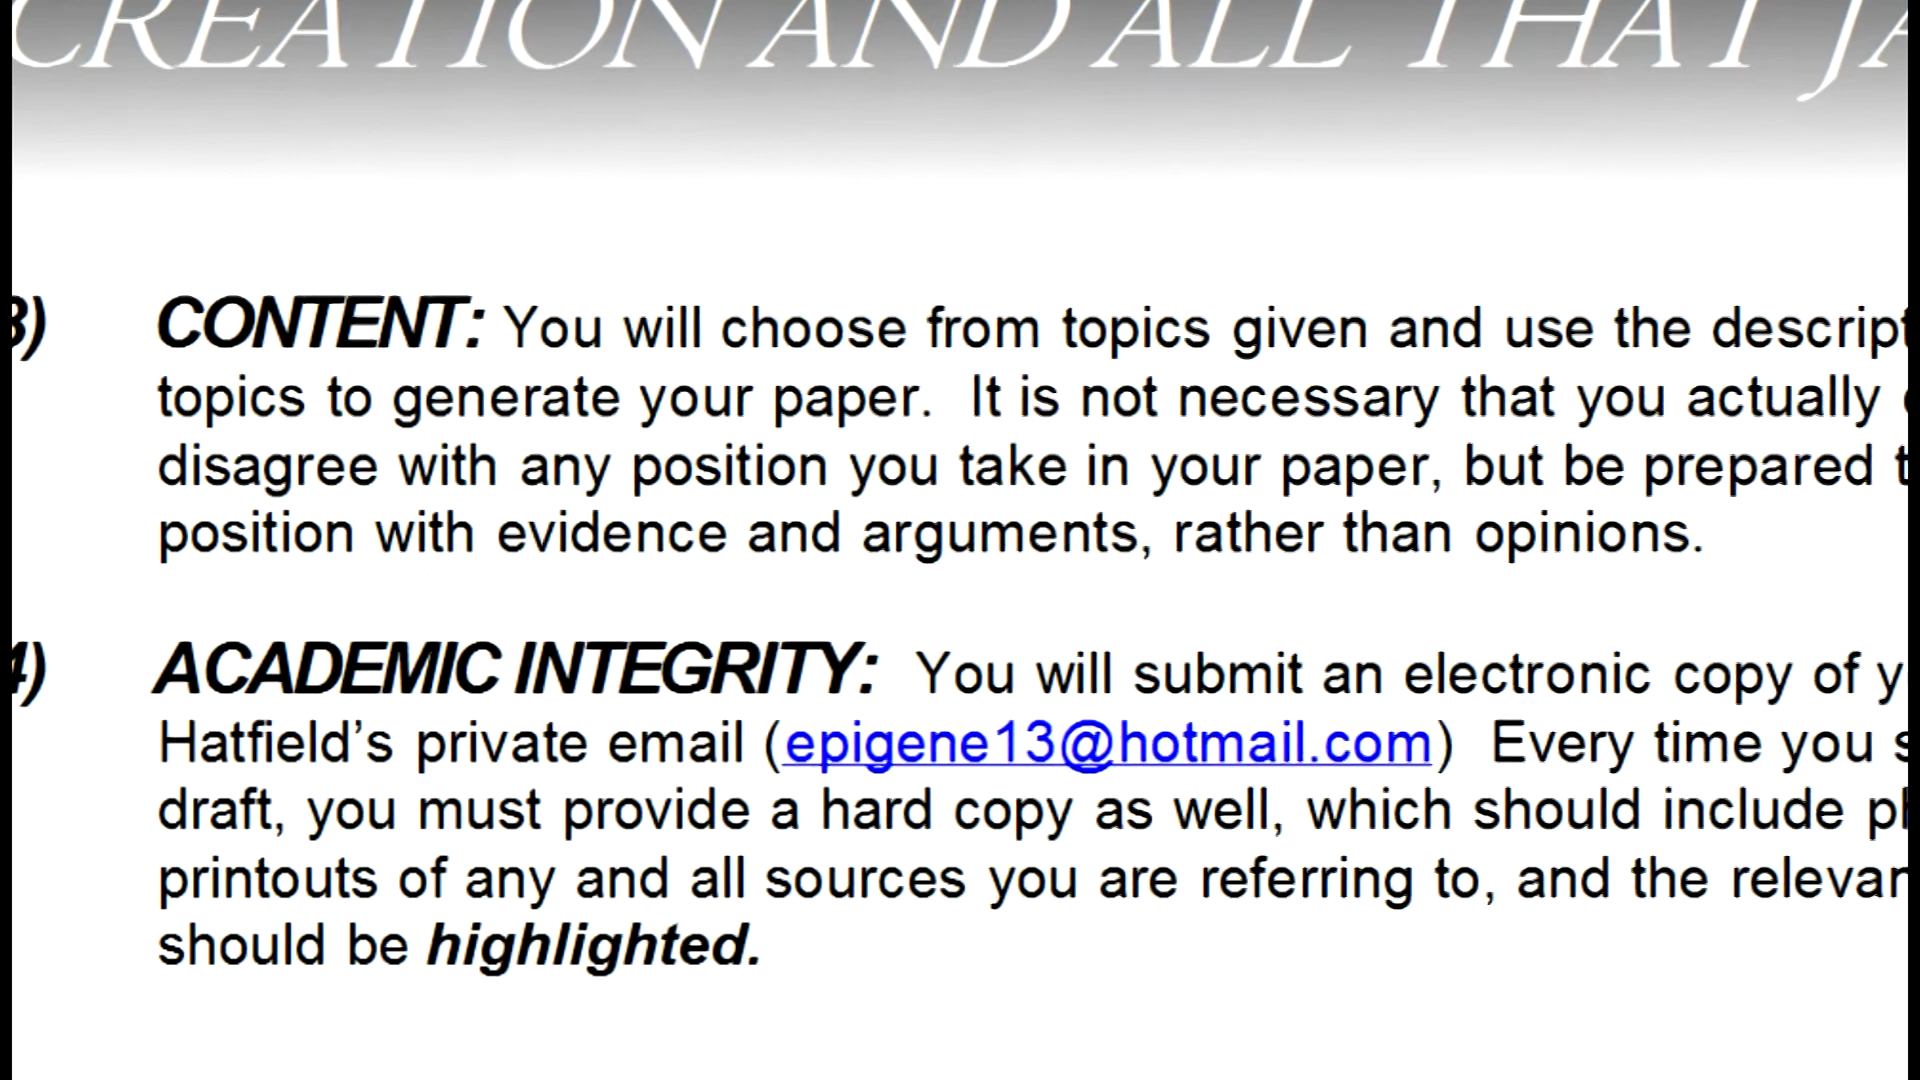 CREATION AND ALL THAT JA
3) CONTENT: You will choose from topics given and use the descript
topics to generate your paper. It is not necessary that you actually
disagree with any position you take in your paper, but be prepared t
position with evidence and arguments, rather than opinions.
4) ACADEMIC INTEGRITY: You will submit an electronic copy of y
Hatfield’s private email (epigene13@hotmail.com) Every time you s
draft, you must provide a hard copy as well, which should include ph
printouts of any and all sources you are referring to, and the relevan
should be highlighted.